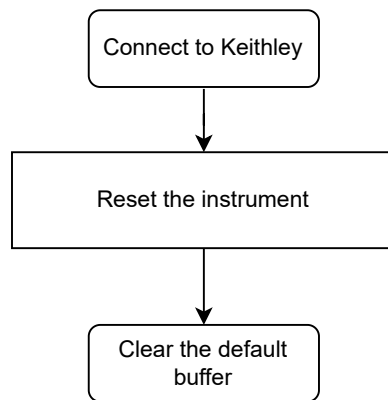 Connect to Keithley
Reset the instrument
Clear the default
buffer